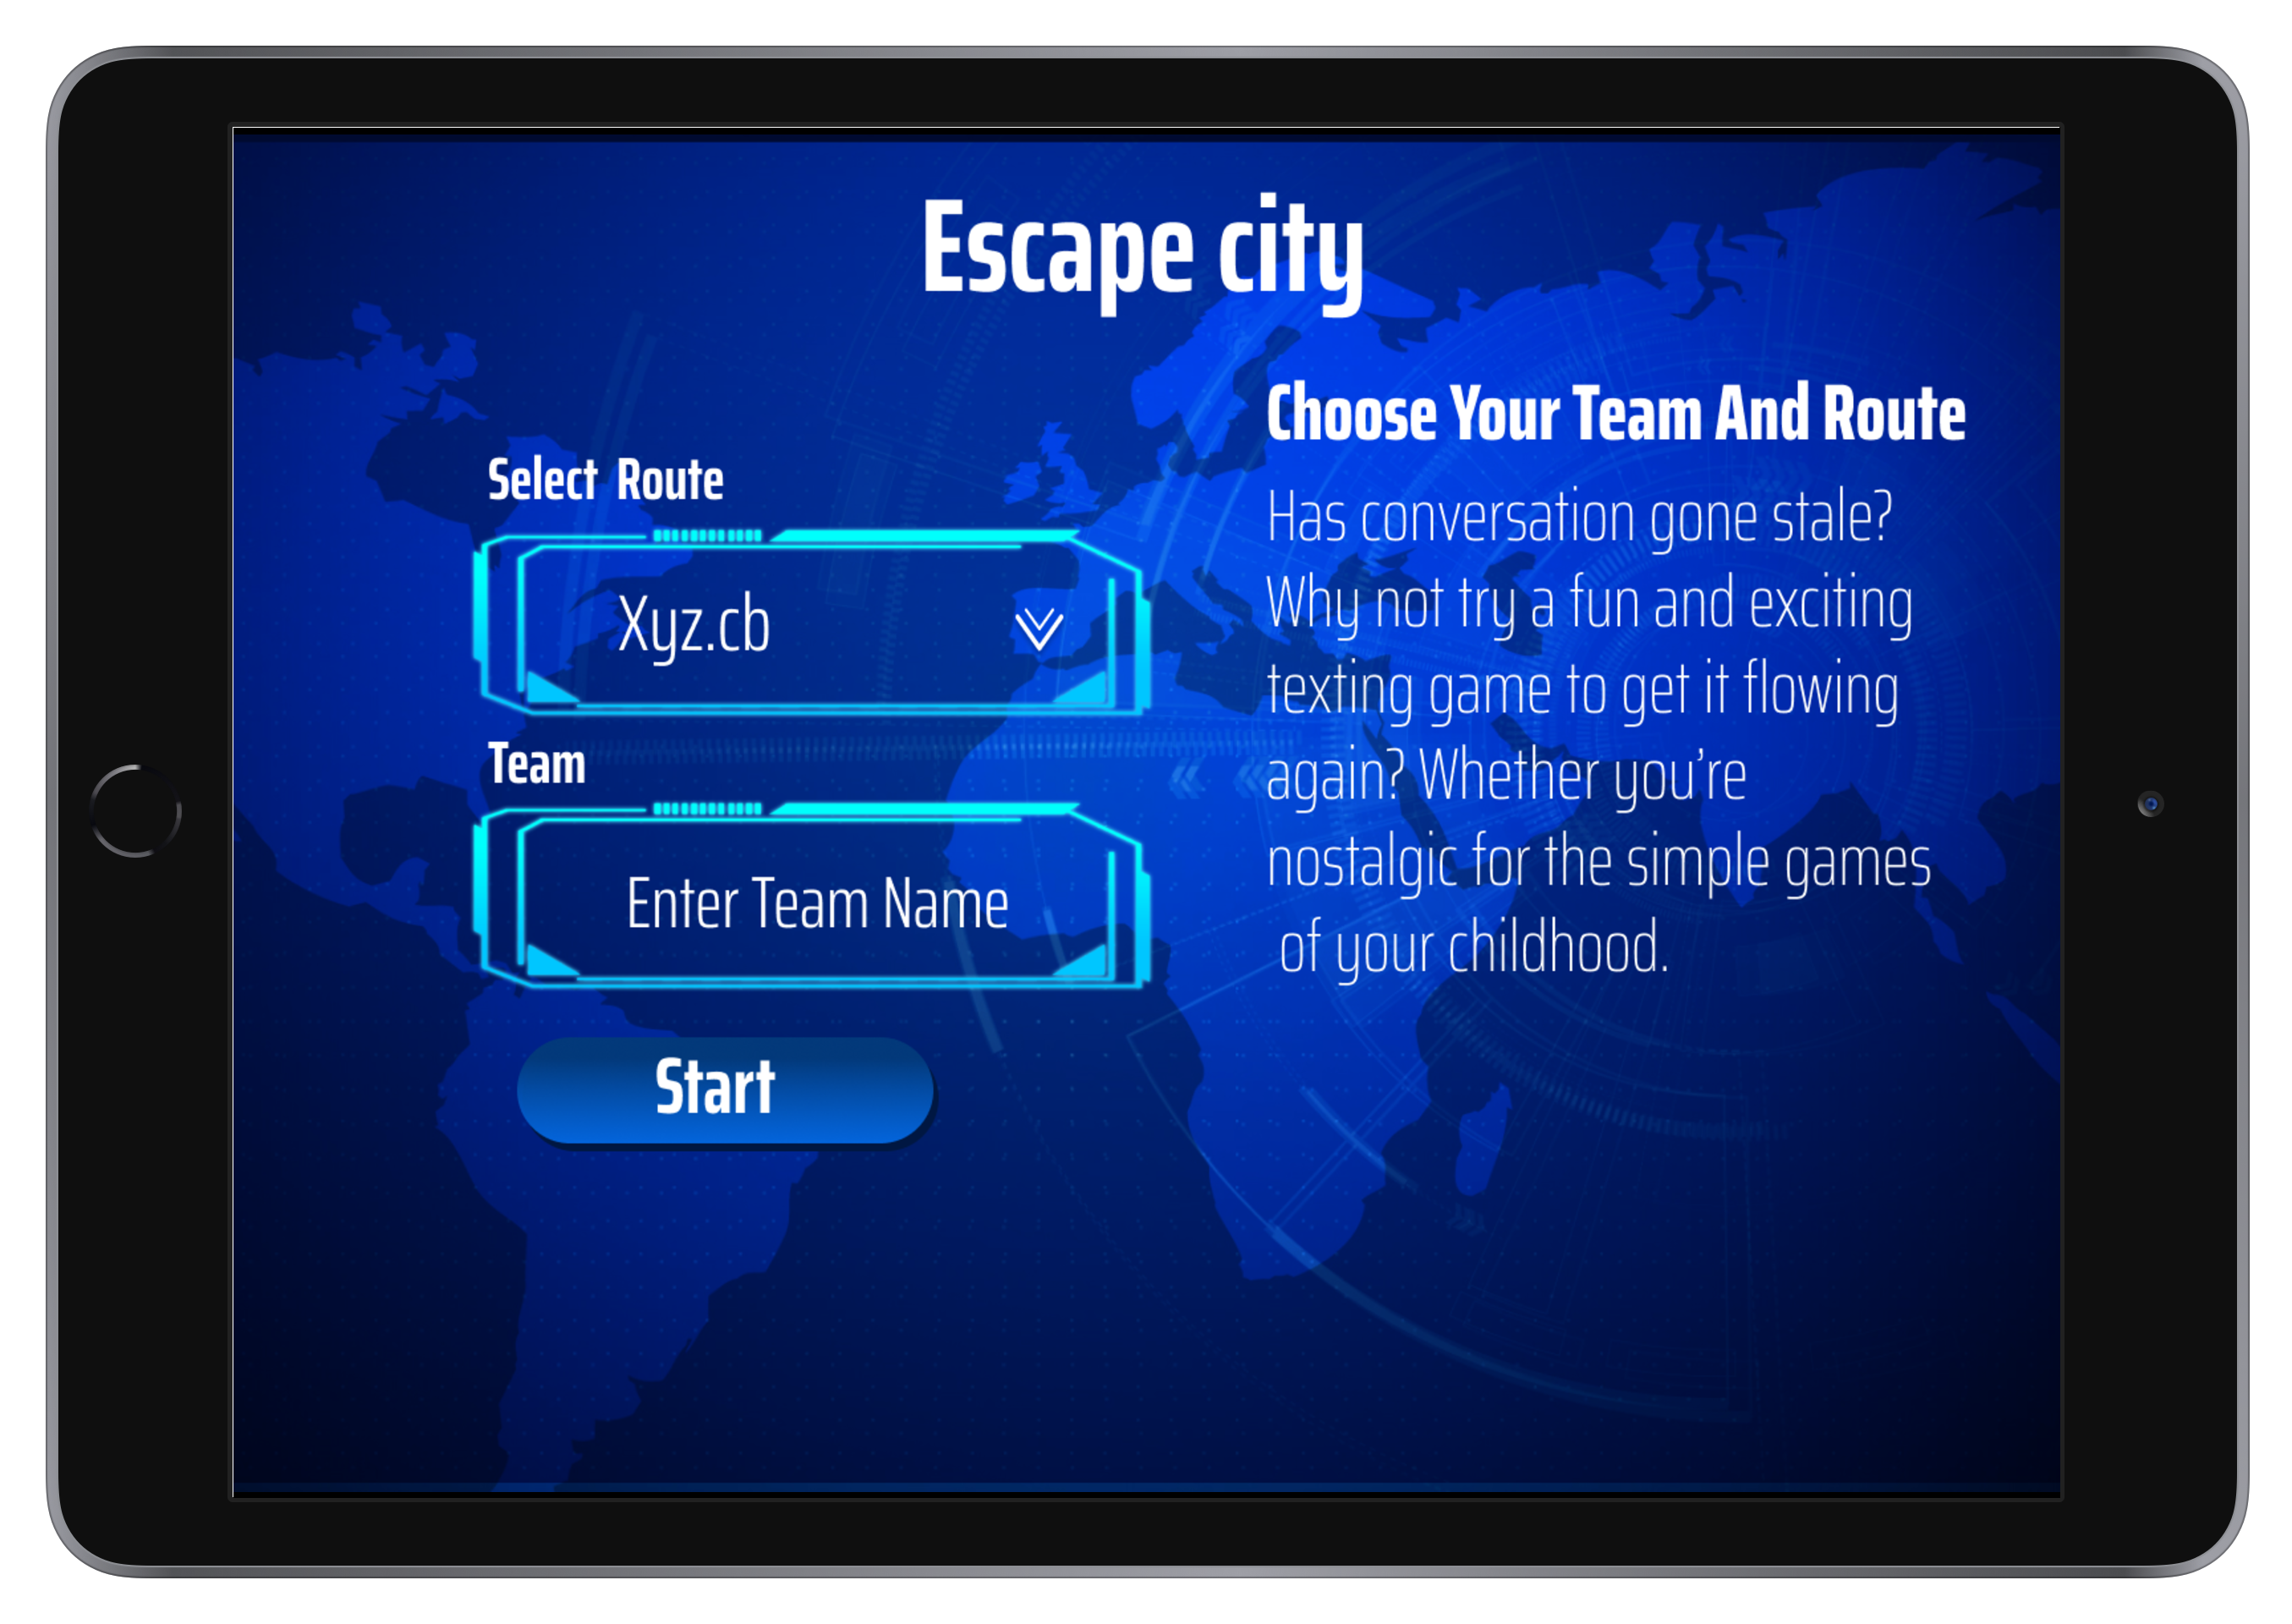 Escape city
Select Route
Xyz.cb
Team
Enter Team Name
Start
Choose Your Team And Route
Has conversation gone stale?
Why not try a fun and exciting
texting game to get it flowing
again? Whether you’re
nostalgic for the simple games
of your childhood.